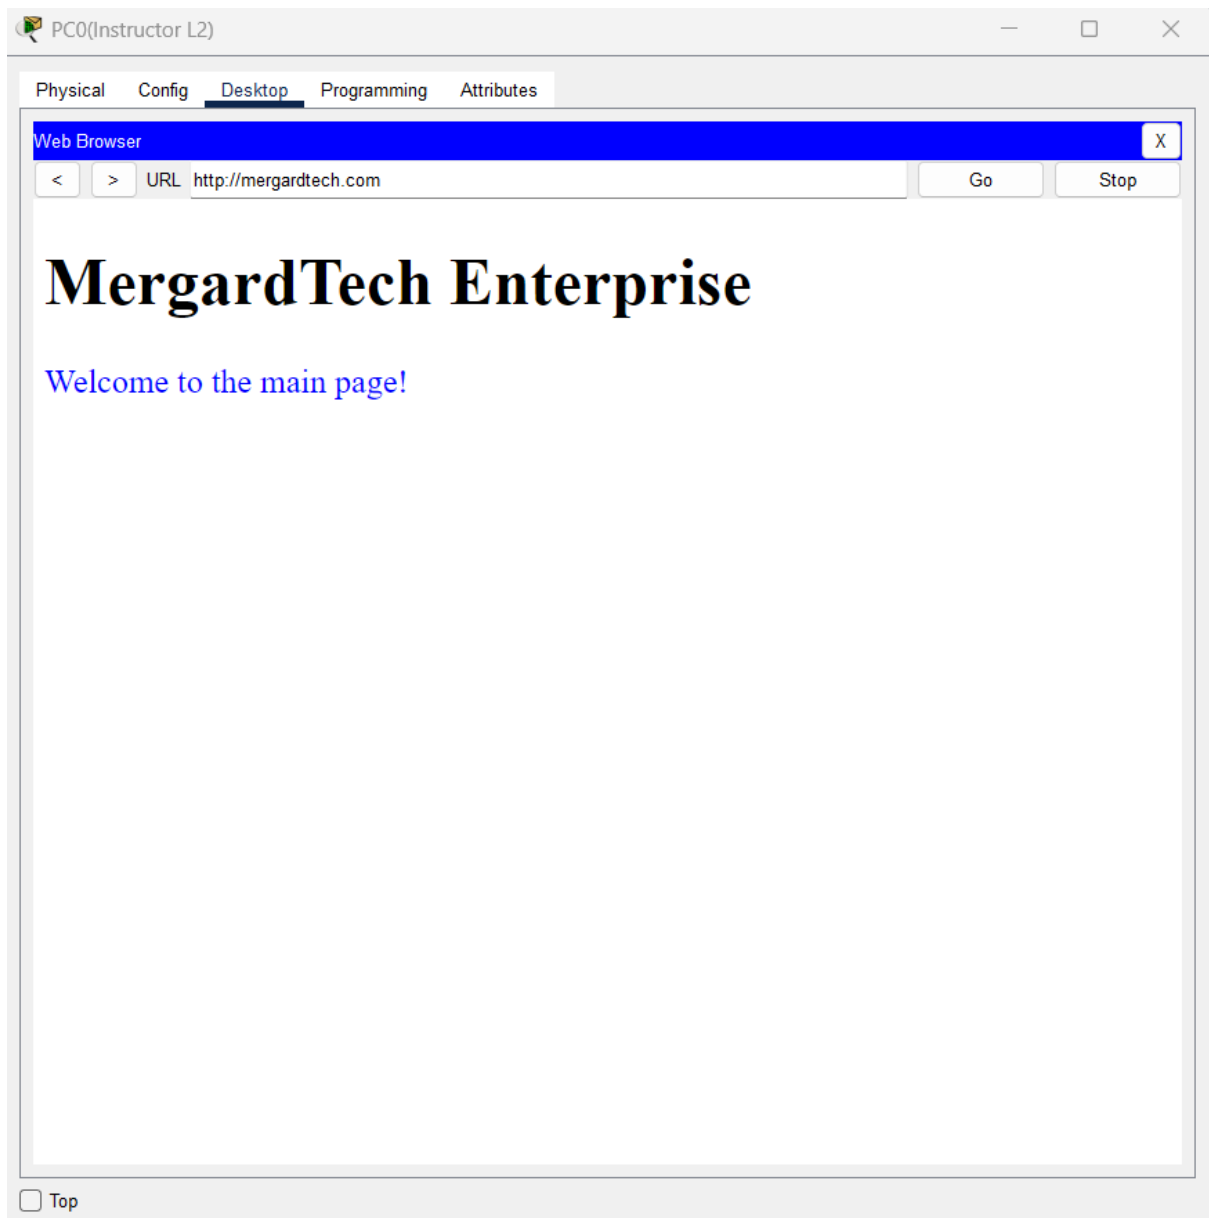 PC0(Instructor L2)
Physical Config Desktop Programming Attributes
Web Browser X
< > URL http://mergardtech.com Go Stop
MergardTech Enterprise
Welcome to the main page!
Top